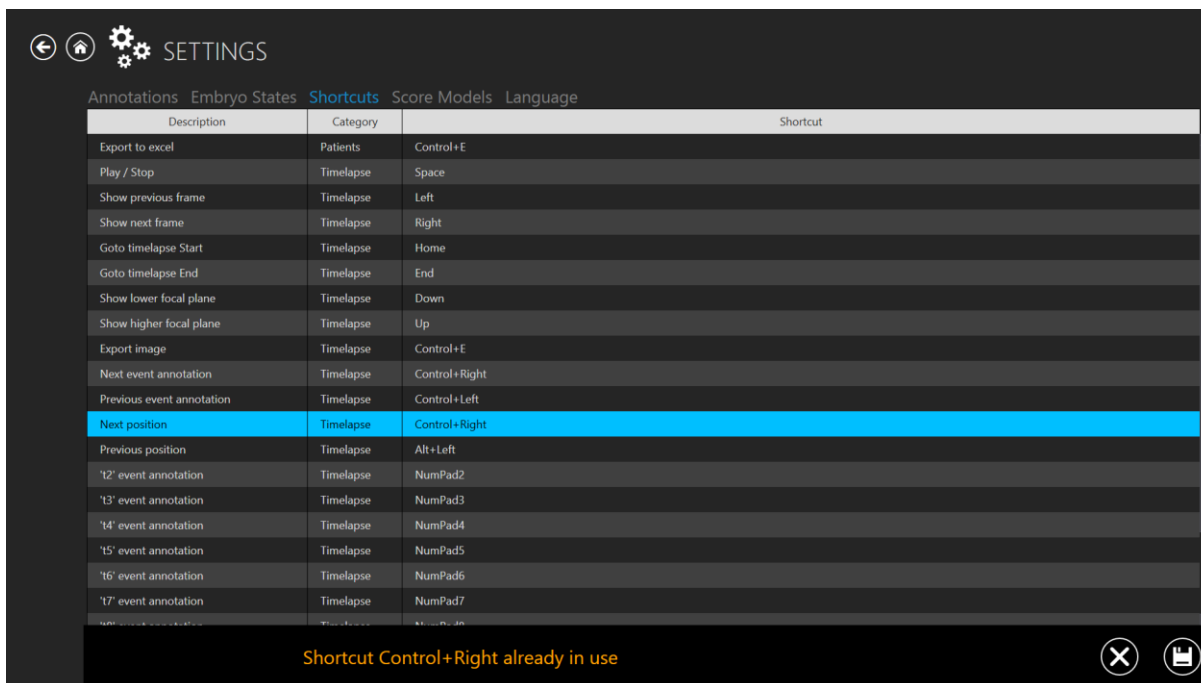 SETTINGS
Annotations Embryo States Shortcuts Score Models Language
Description Category Shortcut
Export to excel Patients Control+E
Play / Stop Timelapse Space
Show previous frame Timelapse Left
Show next frame Timelapse Right
Goto timelapse Start Timelapse Home
Goto timelapse End Timelapse End
Show lower focal plane Timelapse Down
Show higher focal plane Timelapse Up
Export image Timelapse Control+E
Next event annotation Timelapse Control+Right
Previous event annotation Timelapse Control+Left
Next position Timelapse Control+Right
Previous position Timelapse Alt+Left
't2' event annotation Timelapse NumPad2
't3' event annotation Timelapse NumPad3
't4' event annotation Timelapse NumPad4
't5' event annotation Timelapse NumPad5
't6' event annotation Timelapse NumPad6
't7' event annotation Timelapse NumPad7
Shortcut Control+Right already in use